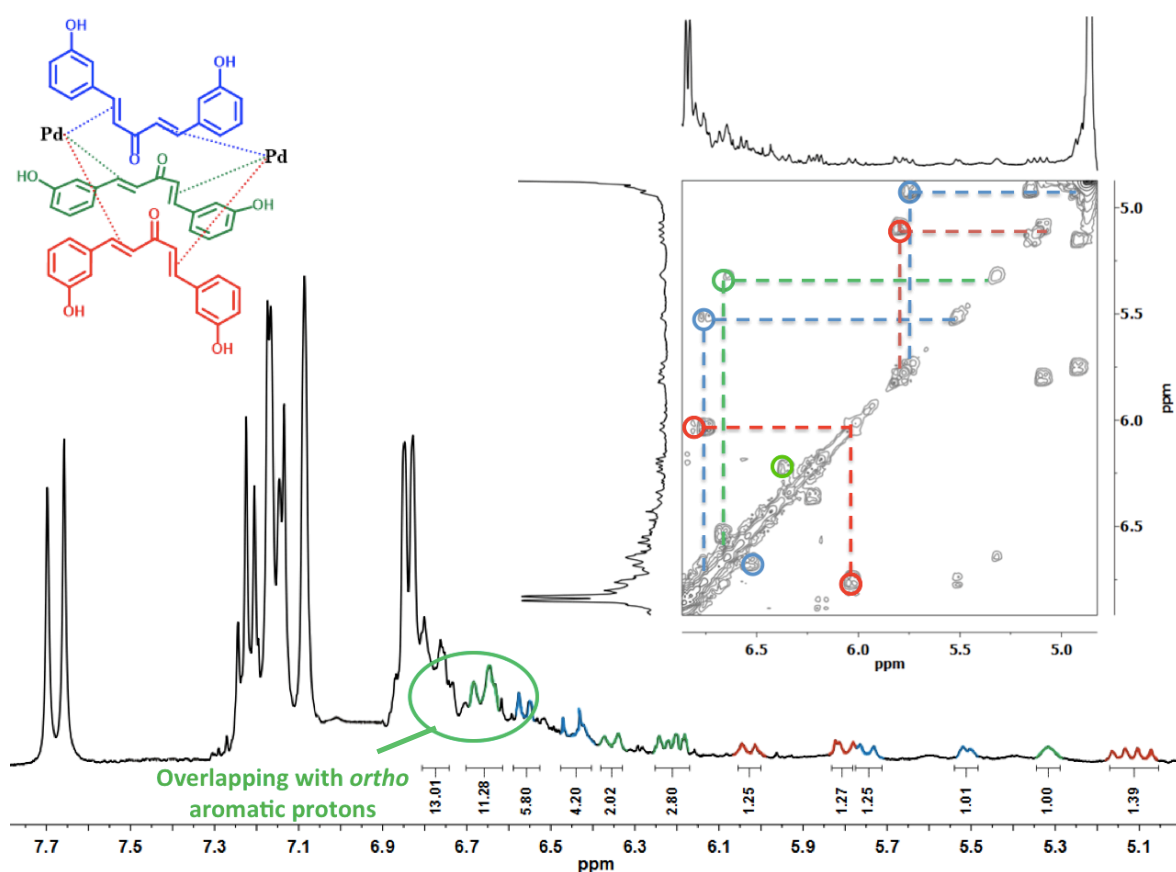 OH
OH
Pd
O
Pd
O
HO
OH
O
OH
OH
5.0
5.5
6.0
6.5
ppm
6.5
6.0
5.5
5.0
ppm
Overlapping with ortho
aromatic protons
13.01
11.28
5.80
4.20
2.02
2.80
1.25
1.27
1.25
1.01
1.00
1.39
7.7
7.5
7.3
7.1
6.9
6.7
6.5
6.3
6.1
5.9
5.7
5.5
5.3
5.1
ppm